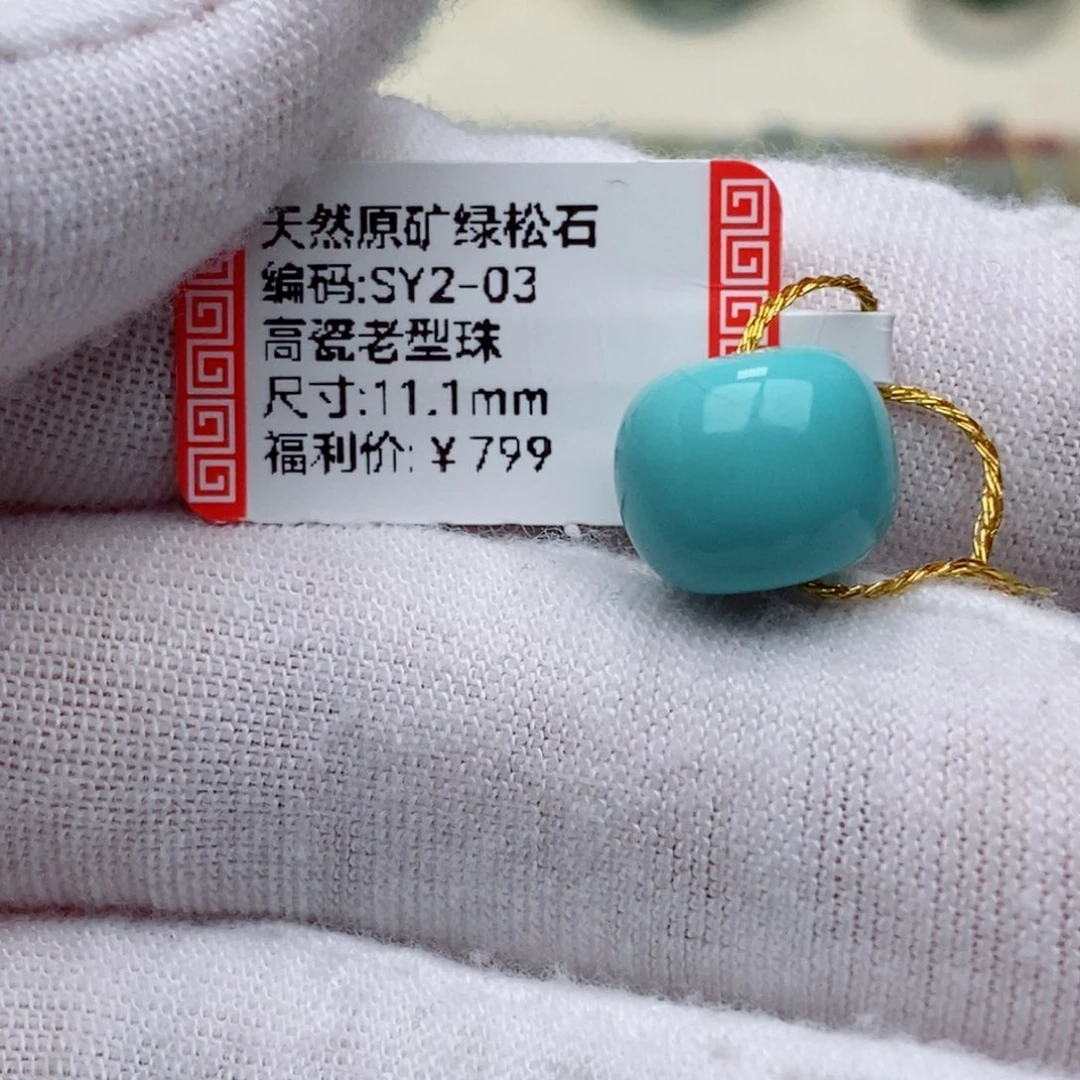 天然原矿绿松石
编码:SY2-03
高瓷老型珠
尺寸:11.1mm
福利价:￥799